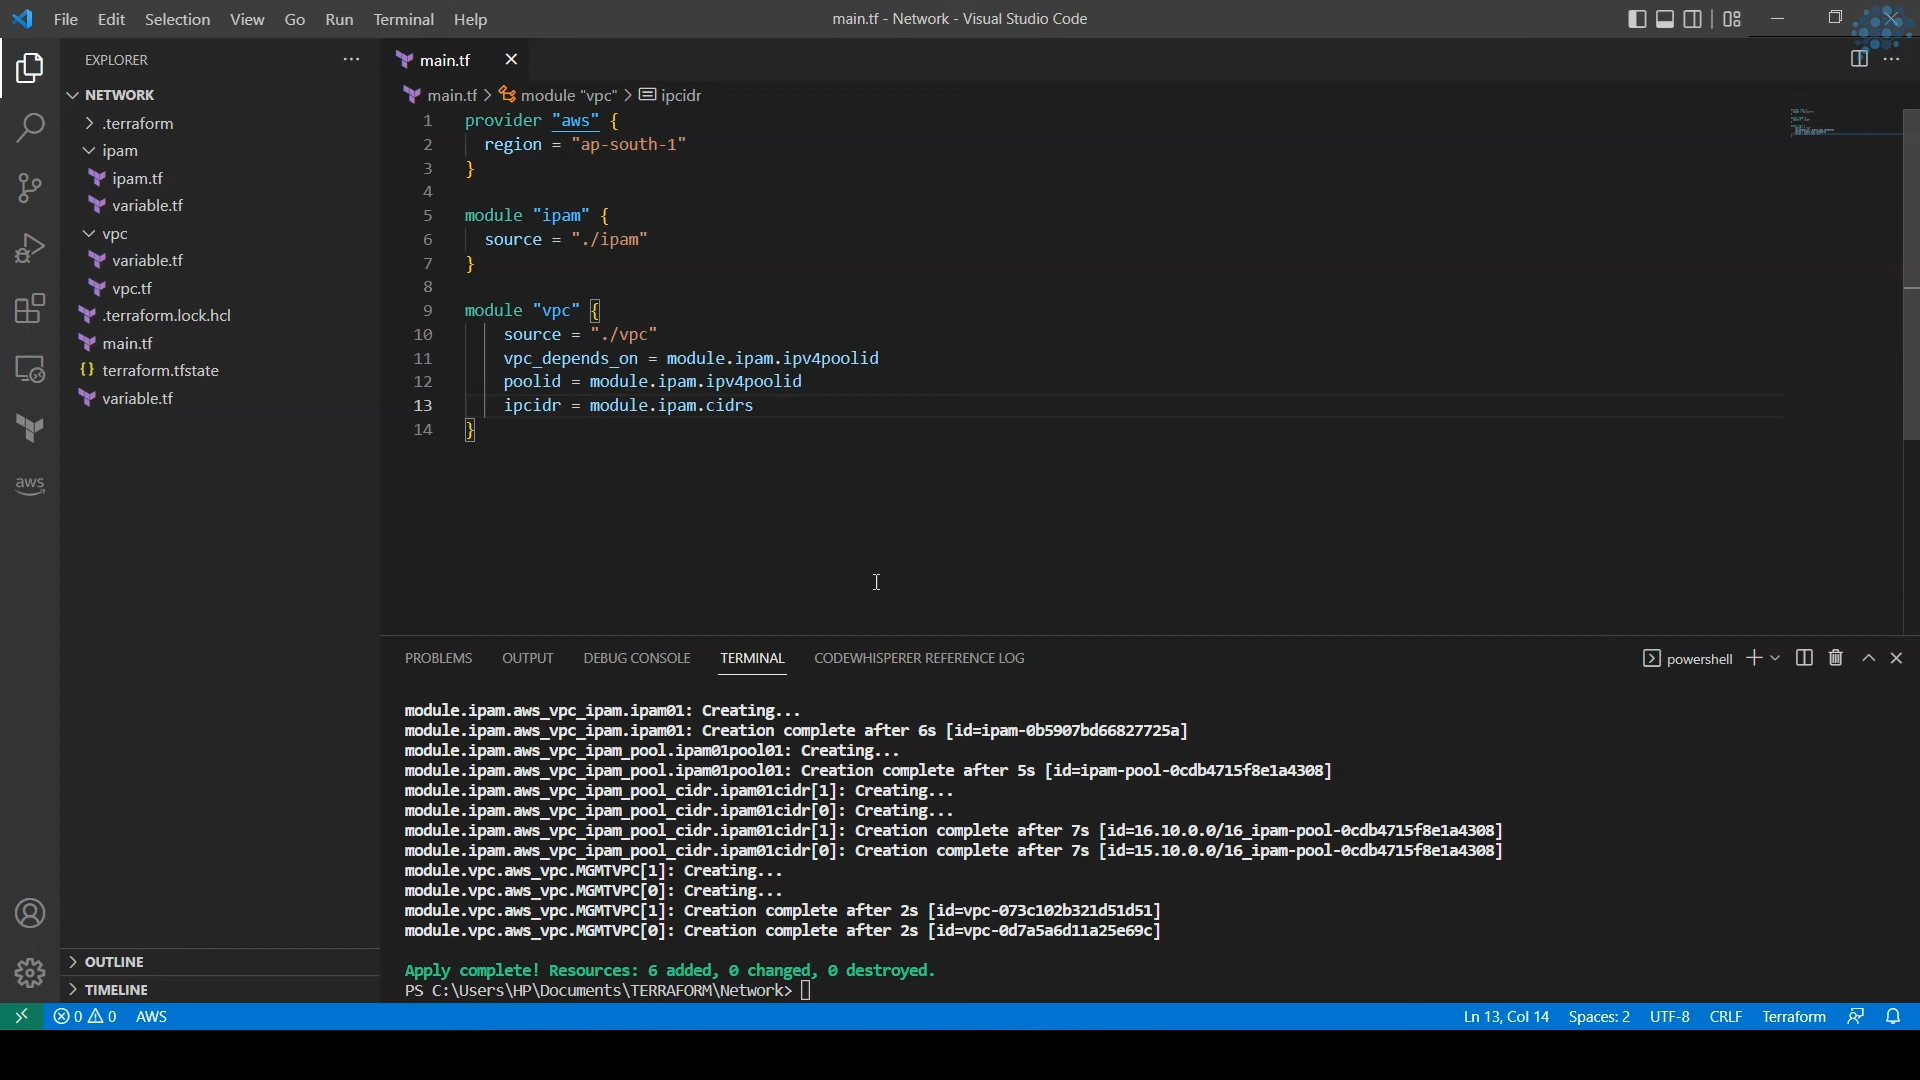 File Edit Selection View Go Run Terminal Help
main.tf - Network - Visual Studio Code
EXPLORER
NETWORK
.terraform
ipam
ipam.tf
variable.tf
vpc
variable.tf
vpc.tf
.terraform.lock.hcl
main.tf
{} terraform.tfstate
variable.tf
aws
OUTLINE
TIMELINE
main.tf
main.tf > module "vpc" > ipcidr
1 provider "aws" {
2 region = "ap-south-1"
3 }
4
5 module "ipam" {
6 source = "./ipam"
7 }
8
9 module "vpc" {
10 source = "./vpc"
11 vpc_depends_on = module.ipam.ipv4poolid
12 poolid = module.ipam.ipv4poolid
13 ipcidr = module.ipam.cidrs
14 }
PROBLEMS OUTPUT DEBUG CONSOLE TERMINAL CODEWHISPERER REFERENCE LOG
powershell
module.ipam.aws_vpc_ipam.ipam01: Creating...
module.ipam.aws_vpc_ipam.ipam01: Creation complete after 6s [id=ipam-0b5907bd66827725a]
module.ipam.aws_vpc_ipam_pool.ipam01pool01: Creating...
module.ipam.aws_vpc_ipam_pool.ipam01pool01: Creation complete after 5s [id=ipam-pool-0cdb4715f8e1a4308]
module.ipam.aws_vpc_ipam_pool_cidr.ipam01cidr[1]: Creating...
module.ipam.aws_vpc_ipam_pool_cidr.ipam01cidr[0]: Creating...
module.ipam.aws_vpc_ipam_pool_cidr.ipam01cidr[1]: Creation complete after 7s [id=16.10.0.0/16_ipam-pool-0cdb4715f8e1a4308]
module.ipam.aws_vpc_ipam_pool_cidr.ipam01cidr[0]: Creation complete after 7s [id=15.10.0.0/16_ipam-pool-0cdb4715f8e1a4308]
module.vpc.aws_vpc.MGMTVPC[1]: Creating...
module.vpc.aws_vpc.MGMTVPC[0]: Creating...
module.vpc.aws_vpc.MGMTVPC[1]: Creation complete after 2s [id=vpc-073c102b321d51d51]
module.vpc.aws_vpc.MGMTVPC[0]: Creation complete after 2s [id=vpc-0d7a5a6d11a25e69c]
Apply complete! Resources: 6 added, 0 changed, 0 destroyed.
PS C:\Users\HP\Documents\TERRAFORM\Network>
0 0 AWS
Ln 13, Col 14 Spaces: 2 UTF-8 CRLF Terraform